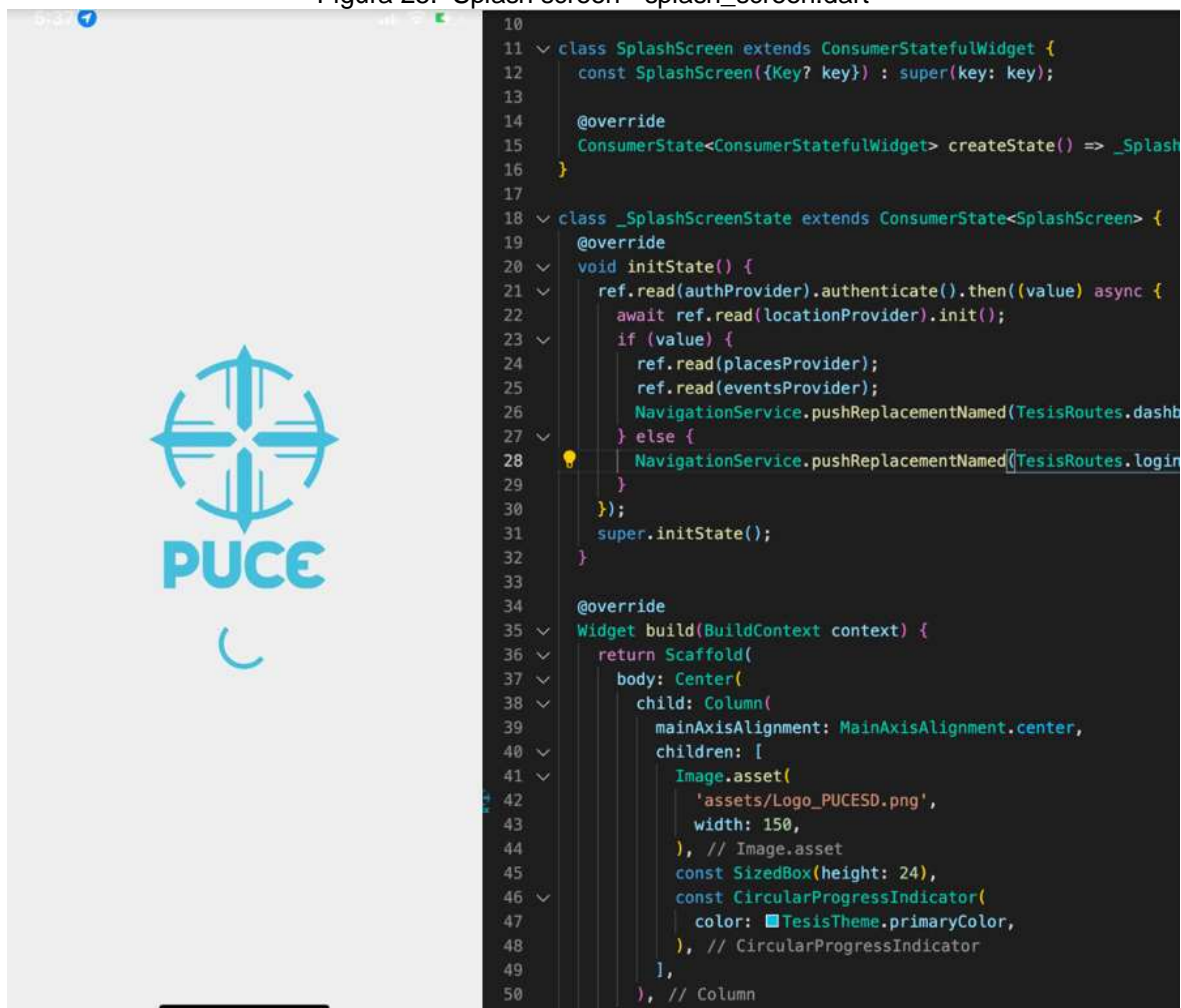 Splash screen - splash_screen.dart
5:37
PUCE
10
11 class SplashScreen extends ConsumerStatefulWidget {
12 const SplashScreen({Key? key}) : super(key: key);
13
14 @override
15 ConsumerState<ConsumerStatefulWidget> createState() => _Splash
16 }
17
18 class _SplashScreenState extends ConsumerState<SplashScreen> {
19 @override
20 void initState() {
21 ref.read(authProvider).authenticate().then((value) async {
22 await ref.read(locationProvider).init();
23 if (value) {
24 ref.read(placesProvider);
25 ref.read(eventsProvider);
26 NavigationService.pushReplacementNamed(TesisRoutes.dashb
27 } else {
28 NavigationService.pushReplacementNamed(TesisRoutes.login
29 }
30 });
31 super.initState();
32 }
33
34 @override
35 Widget build(BuildContext context) {
36 return Scaffold(
37 body: Center(
38 child: Column(
39 mainAxisAlignment: MainAxisAlignment.center,
40 children: [
41 Image.asset(
42 'assets/Logo_PUCESD.png',
43 width: 150,
44 ), // Image.asset
45 const SizedBox(height: 24),
46 const CircularProgressIndicator(
47 color: TesisTheme.primaryColor,
48 ), // CircularProgressIndicator
49 ],
50 ), // Column